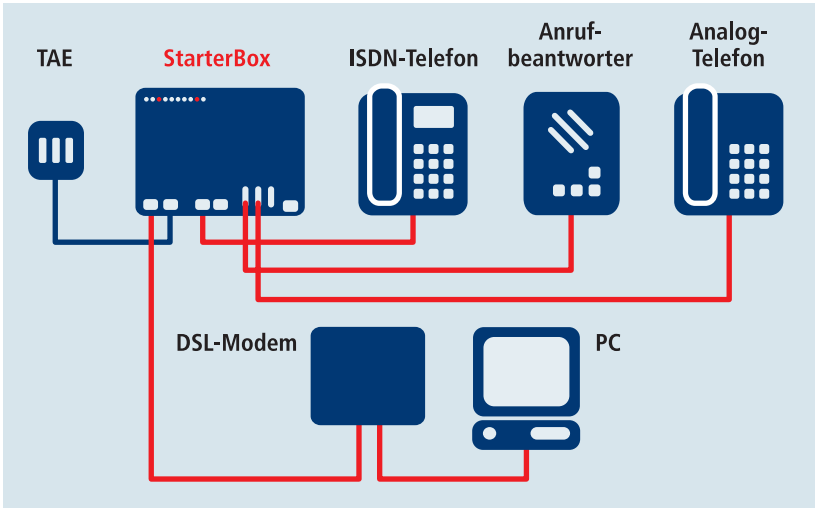 TAE
StarterBox
ISDN-Telefon
Anruf-
beantworter
Analog-
Telefon
DSL-Modem
PC